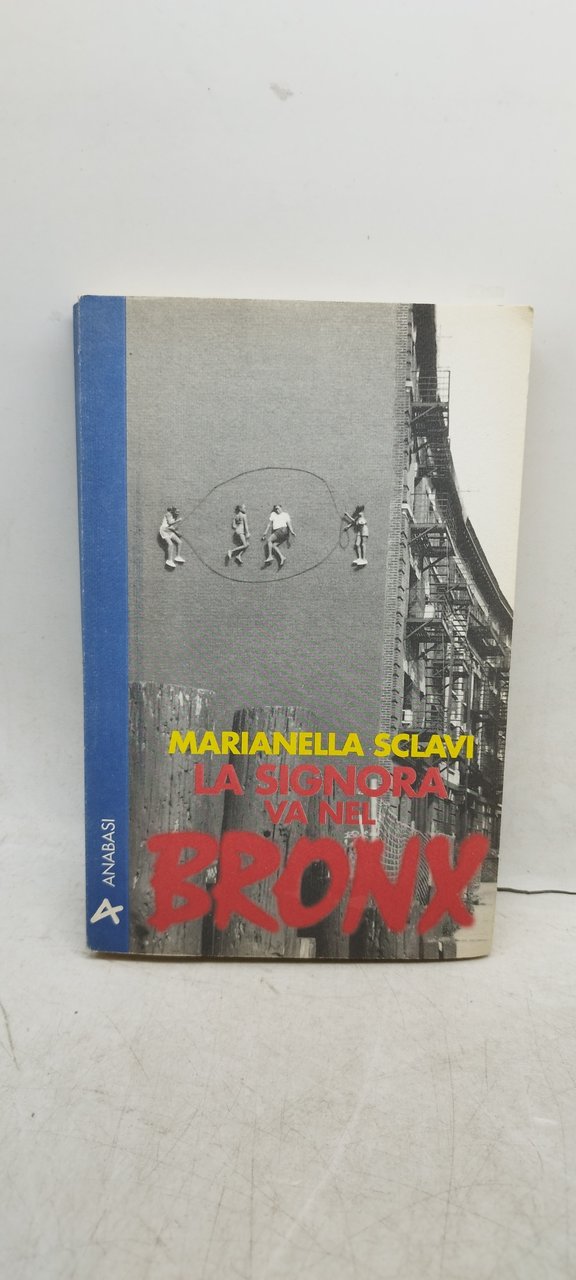 MARIANELLA SCLAVI
LA SIGNORA
VA NEL
BRONX
ANABASI